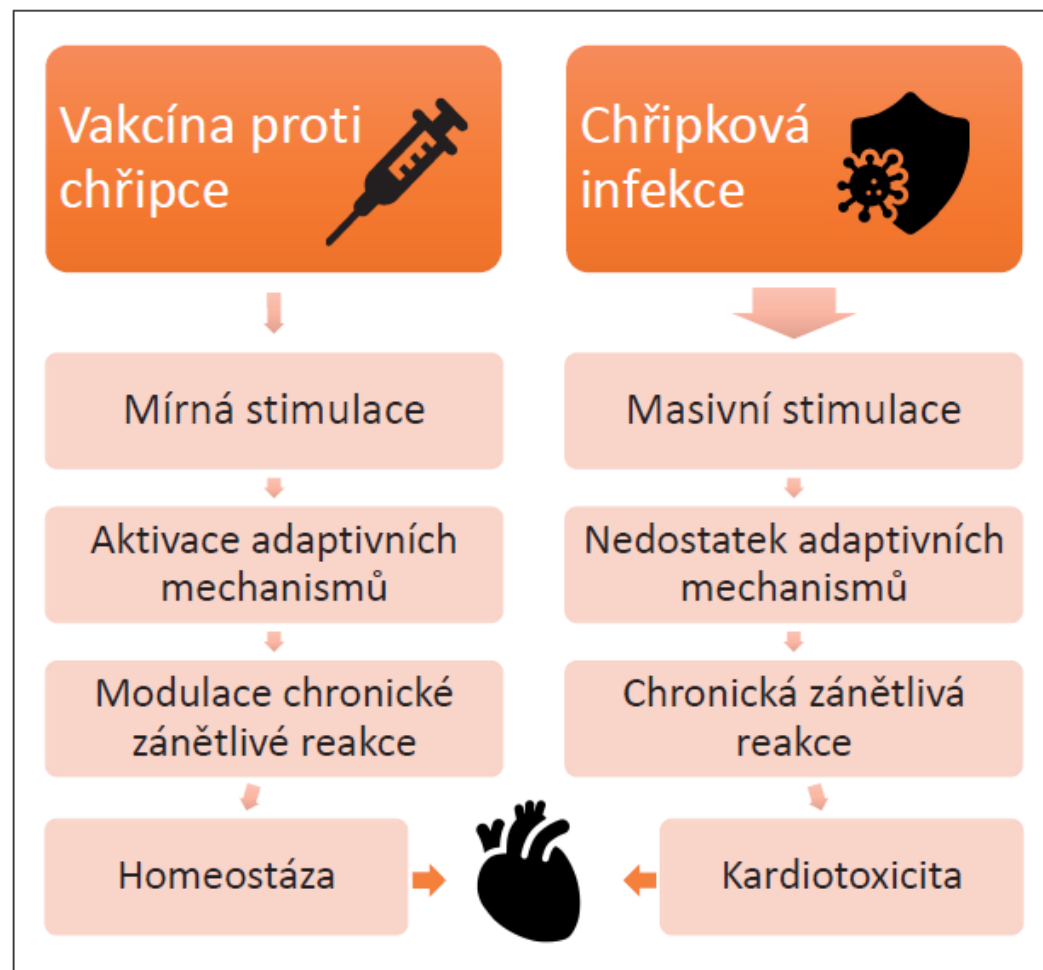 Vakcína proti
chřipce
Chřipková
infekce
Mírná stimulace
Masivní stimulace
Aktivace adaptivních
mechanismů
Nedostatek adaptivních
mechanismů
Modulace chronické
zánětlivé reakce
Chronická zánětlivá
reakce
Homeostáza
Kardiotoxicita